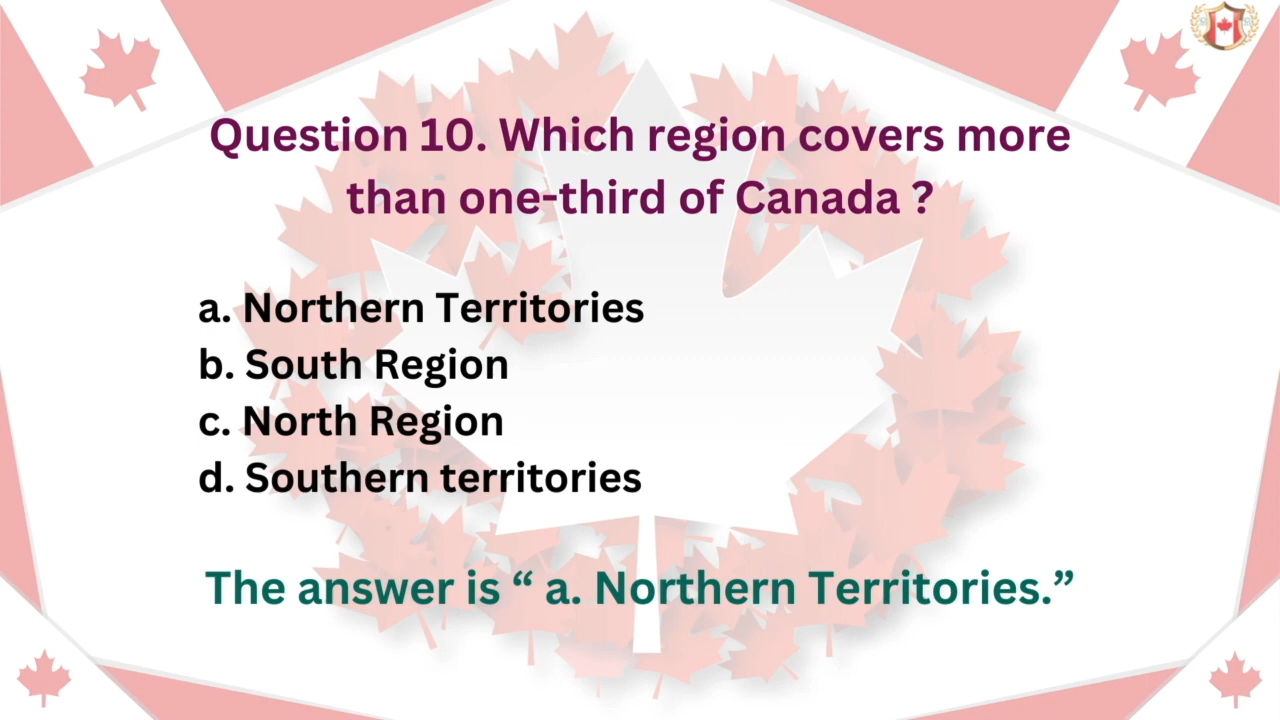 Question 10. Which region covers more
than one-third of Canada ?
a. Northern Territories
b. South Region
c. North Region
d. Southern territories
The answer is “ a. Northern Territories.”